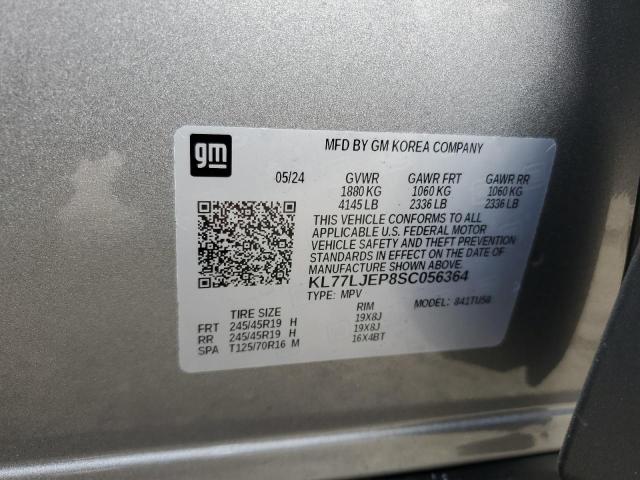 gm
MFD BY GM KOREA COMPANY
05/24 GVWR GAWR FRT GAWR RR
1880 KG 1060 KG 1060 KG
4145 LB 2336 LB 2336 LB
THIS VEHICLE CONFORMS TO ALL
APPLICABLE U.S. FEDERAL MOTOR
VEHICLE SAFETY AND THEFT PREVENTION
STANDARDS IN EFFECT ON THE DATE OF
MANUFACTURE SHOWN ABOVE.
KL77LJEP8SC056364
TYPE: MPV MODEL: 841TU58
TIRE SIZE RIM
FRT 245/45R19 H 19X8J
RR 245/45R19 H 19X8J
SPA T125/70R16 M 16X4BT